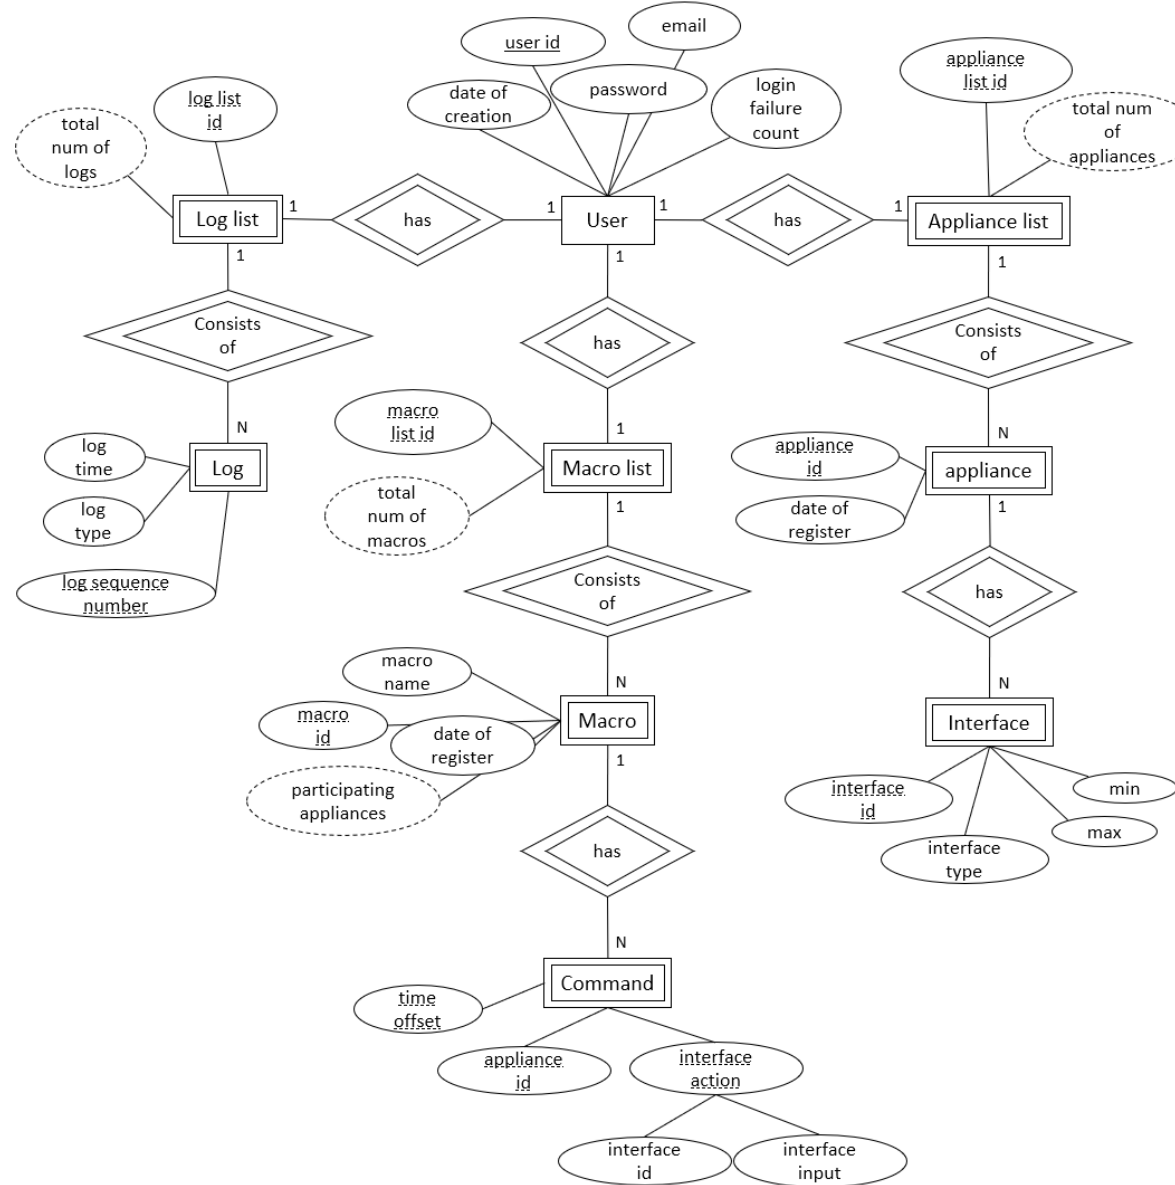 email
user id
appliance
list id
login
failure
count
password
date of
creation
log list
id
total
num of
logs
total num
of
appliances
Log list
1
has
1
User
1
has
1
Appliance list
1
1
1
Consists
of
has
Consists
of
N
1
N
log
time
Log
log
type
log sequence
number
macro
list id
Macro list
total
num of
macros
1
appliance
id
appliance
date of
register
1
Consists
of
has
N
N
macro
name
macro
id
date of
register
Macro
participating
appliances
1
Interface
interface
id
interface
type
max
min
has
N
Command
time
offset
appliance
id
interface
action
interface
id
interface
input